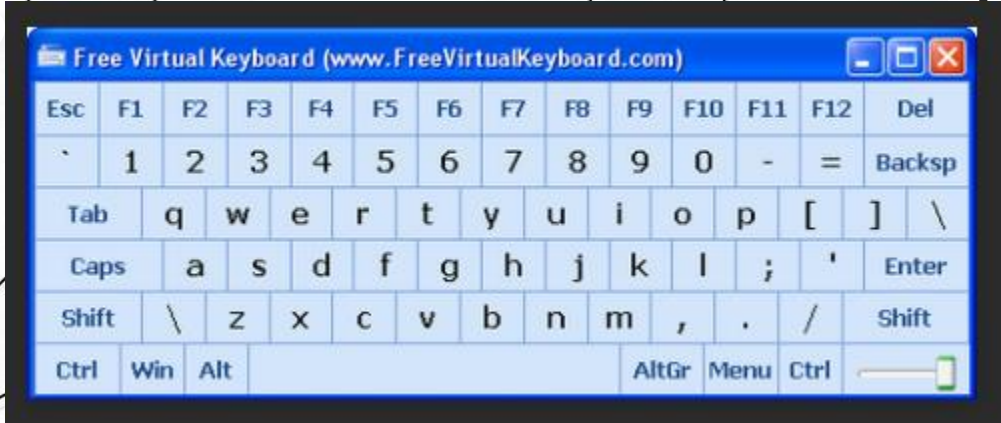 Free Virtual Keyboard (www.FreeVirtualKeyboard.com)
Esc F1 F2 F3 F4 F5 F6 F7 F8 F9 F10 F11 F12 Del
` 1 2 3 4 5 6 7 8 9 0 - = Backsp
Tab q w e r t y u i o p [ ] \
Caps a s d f g h j k l ; ' Enter
Shift \ z x c v b n m , . / Shift
Ctrl Win Alt AltGr Menu Ctrl